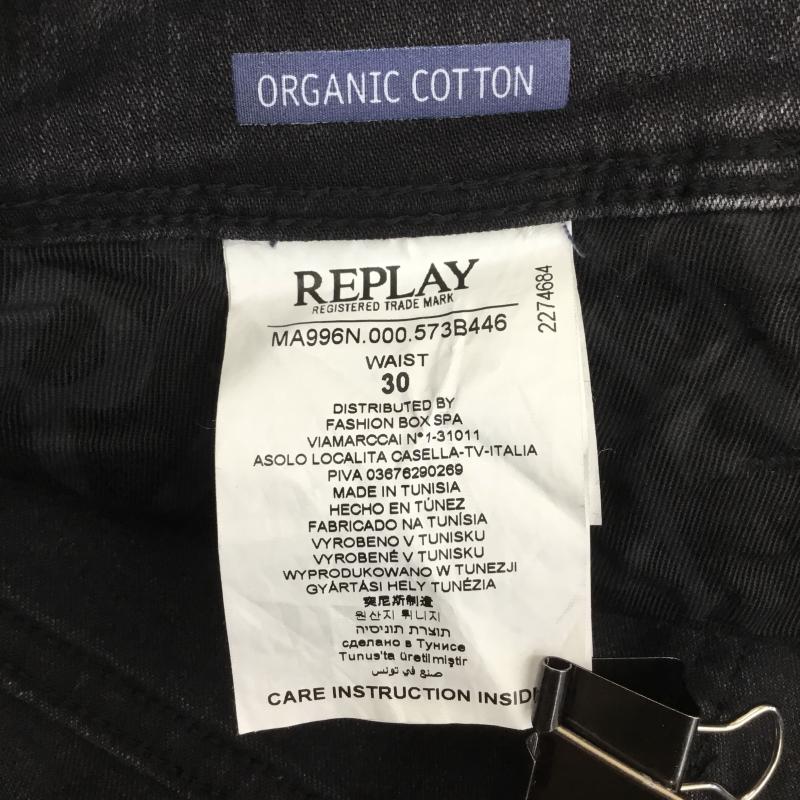 ORGANIC COTTON
REPLAY
REGISTERED TRADE MARK
2274684
MA996N.000.573B446
WAIST
30
DISTRIBUTED BY
FASHION BOX SPA
VIAMARCCAI N°1-31011
ASOLO LOCALITA CASELLA-TV-ITALIA
PIVA 03676290269
MADE IN TUNISIA
HECHO EN TÚNEZ
FABRICADO NA TUNÍSIA
VYROBENO V TUNISKU
VYROBENÉ V TUNISKU
WYPRODUKOWANO W TUNEZJI
GYÁRTÁSI HELY TUNÉZIA
突尼斯制造
원산지 튀니지
תוצרת תוניסיה
сделано в Тунисе
Tunus'ta üretilmiştir
صنع في تونس
CARE INSTRUCTION INSID